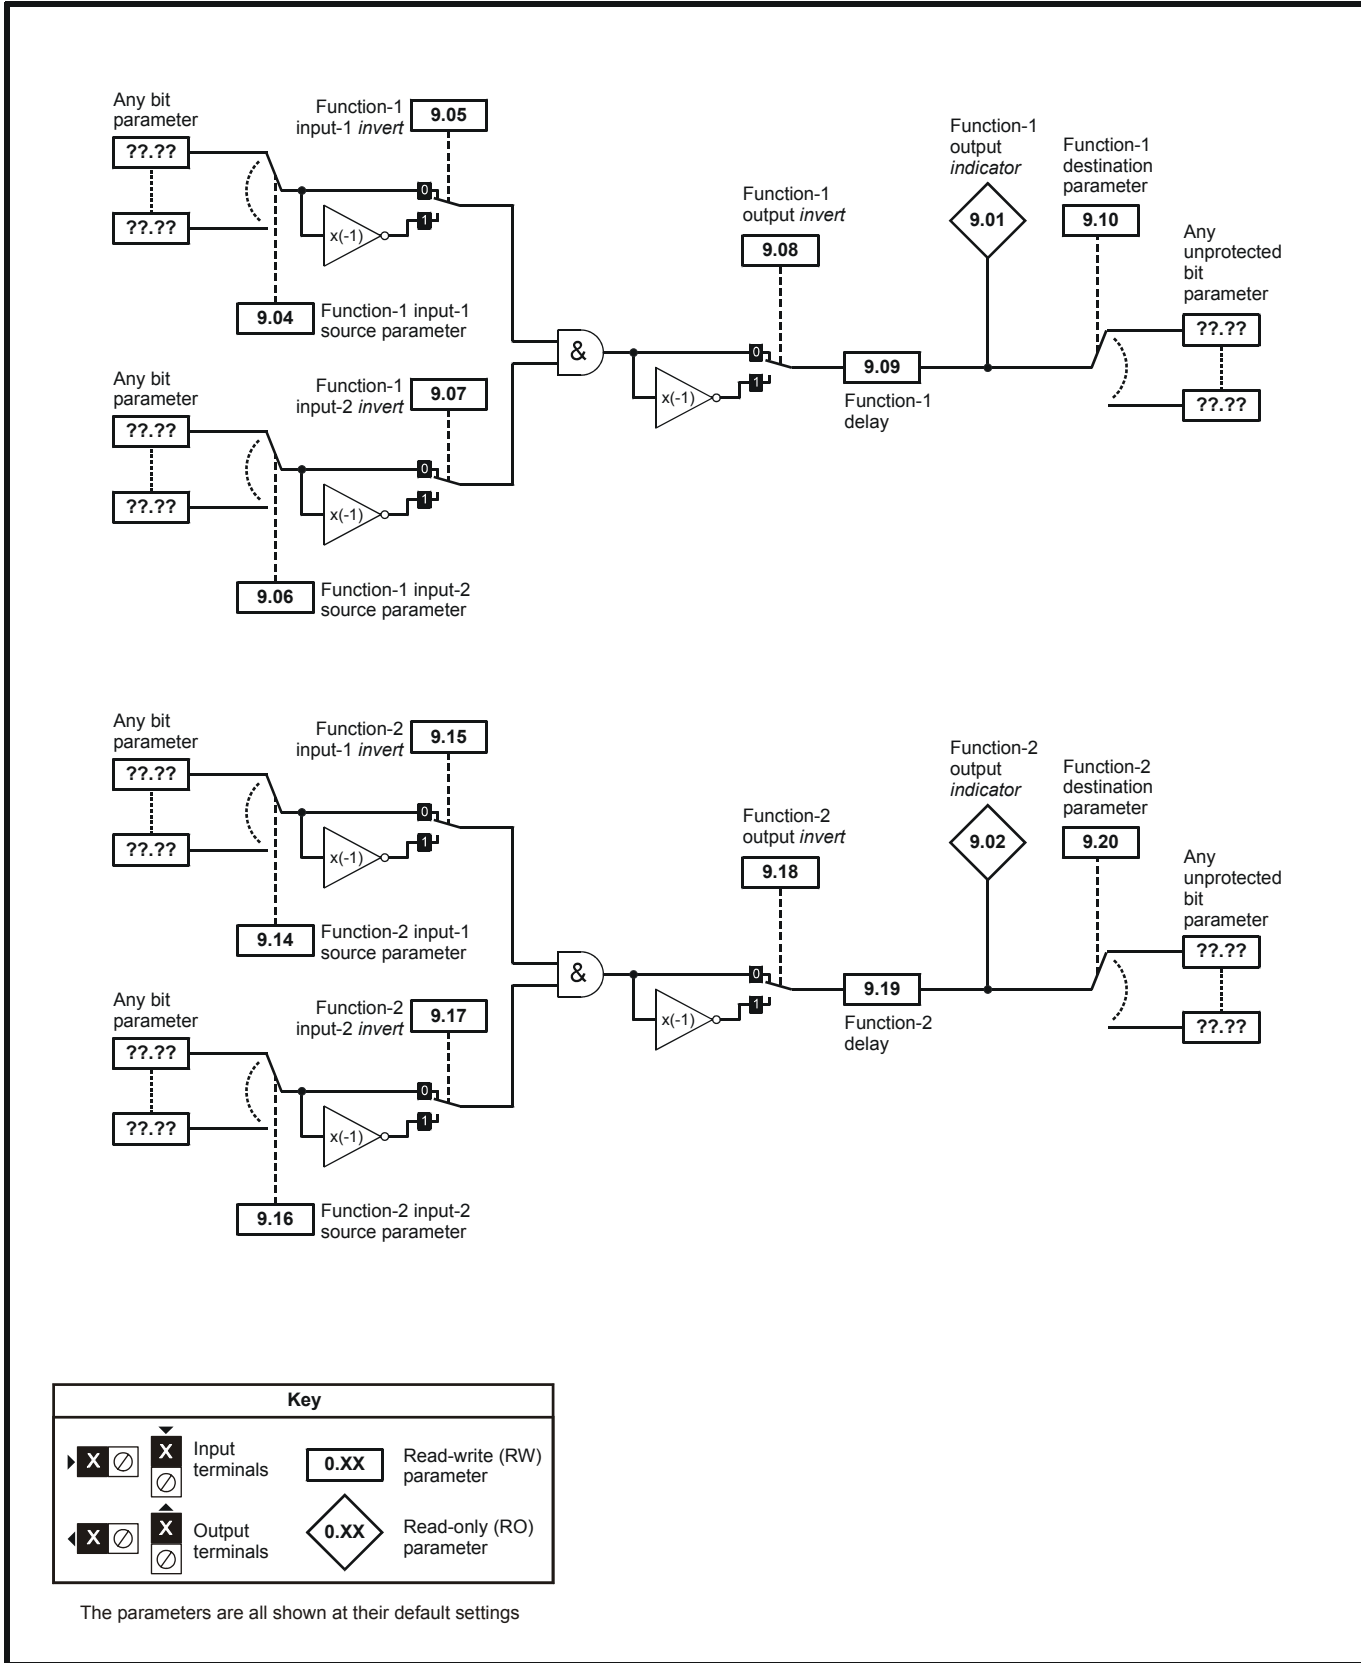 Any bit
parameter
??.??
??.??
Function-1
input-1 invert
9.05
0
1
x(-1)
9.04
Function-1 input-1
source parameter
Any bit
parameter
??.??
??.??
Function-1
input-2 invert
9.07
0
1
x(-1)
9.06
Function-1 input-2
source parameter
&
Function-1
output invert
9.08
0
1
x(-1)
9.09
Function-1
delay
Function-1
output
indicator
9.01
Function-1
destination
parameter
9.10
Any
unprotected
bit
parameter
??.??
??.??
Any bit
parameter
??.??
??.??
Function-2
input-1 invert
9.15
0
1
x(-1)
9.14
Function-2 input-1
source parameter
Any bit
parameter
??.??
??.??
Function-2
input-2 invert
9.17
0
1
x(-1)
9.16
Function-2 input-2
source parameter
&
Function-2
output invert
9.18
0
1
x(-1)
9.19
Function-2
delay
Function-2
output
indicator
9.02
Function-2
destination
parameter
9.20
Any
unprotected
bit
parameter
??.??
??.??
Key
X
X
Input
terminals
0.XX
Read-write (RW)
parameter
X
X
Output
terminals
0.XX
Read-only (RO)
parameter
The parameters are all shown at their default settings